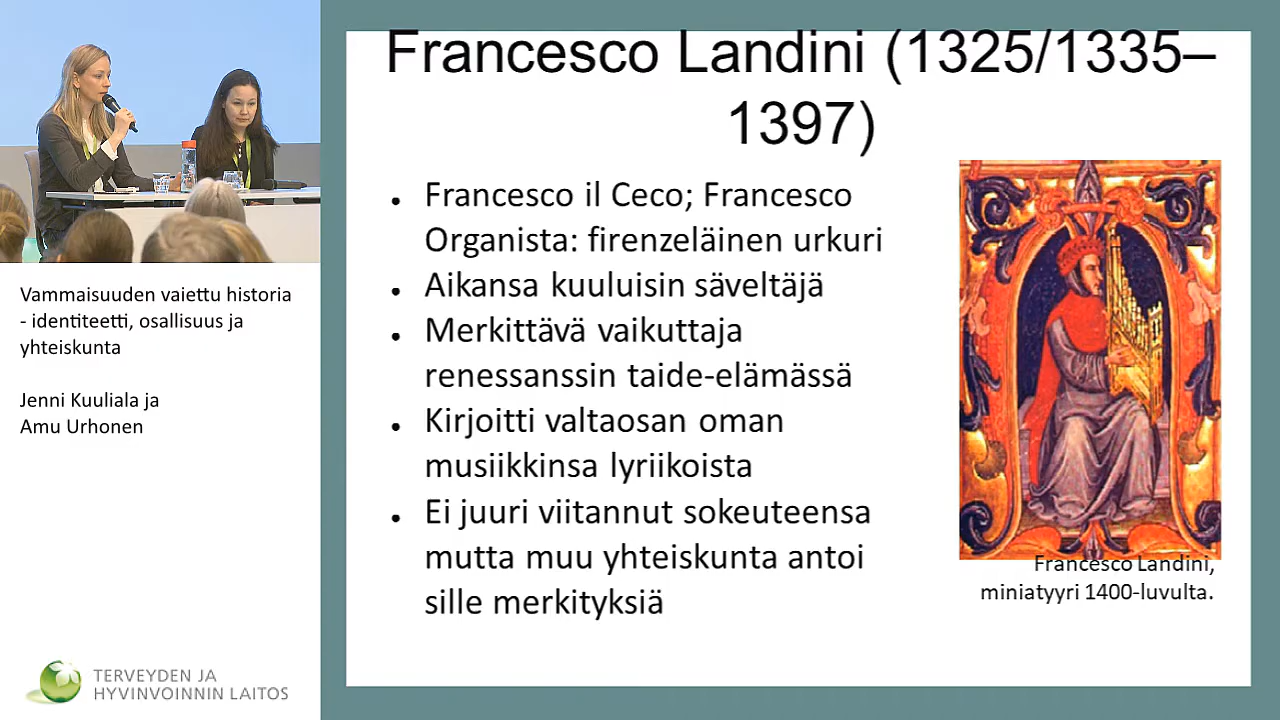 Francesco Landini (1325/1335–
1397)
Francesco il Ceco; Francesco
Organista: firenzeläinen urkuri
Aikansa kuuluisin säveltäjä
Merkittävä vaikuttaja
renessanssin taide-elämässä
Kirjoitti valtaosan oman
musiikkinsa lyriikoista
Ei juuri viitannut sokeuteensa
mutta muu yhteiskunta antoi
sille merkityksiä
Francesco Landini,
miniatyyri 1400-luvulta.
Vammaisuuden vaiettu historia
- identiteetti, osallisuus ja
yhteiskunta
Jenni Kuuliala ja
Amu Urhonen
TERVEYDEN JA
HYVINVOINNIN LAITOS